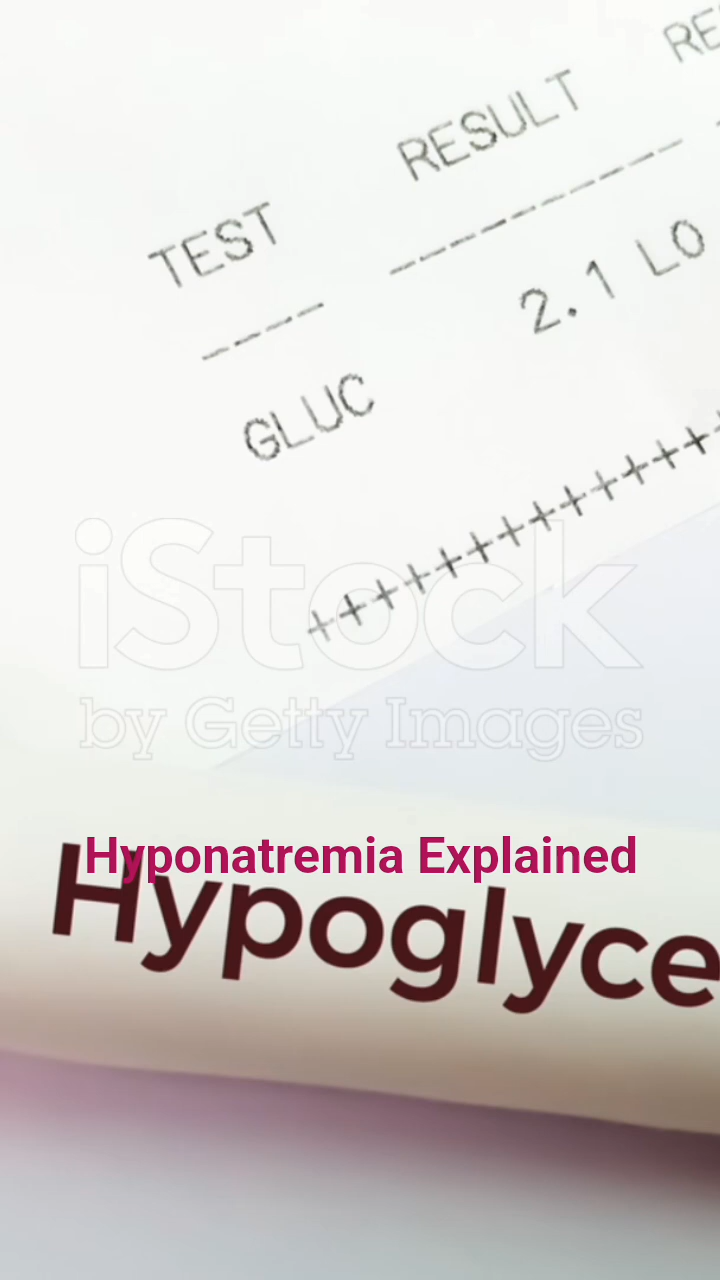 TEST RESULT RE
---- ----------
GLUC 2.1 LO
++++++++++++++
iStock
by Getty Images
Hyponatremia Explained
Hypoglyce